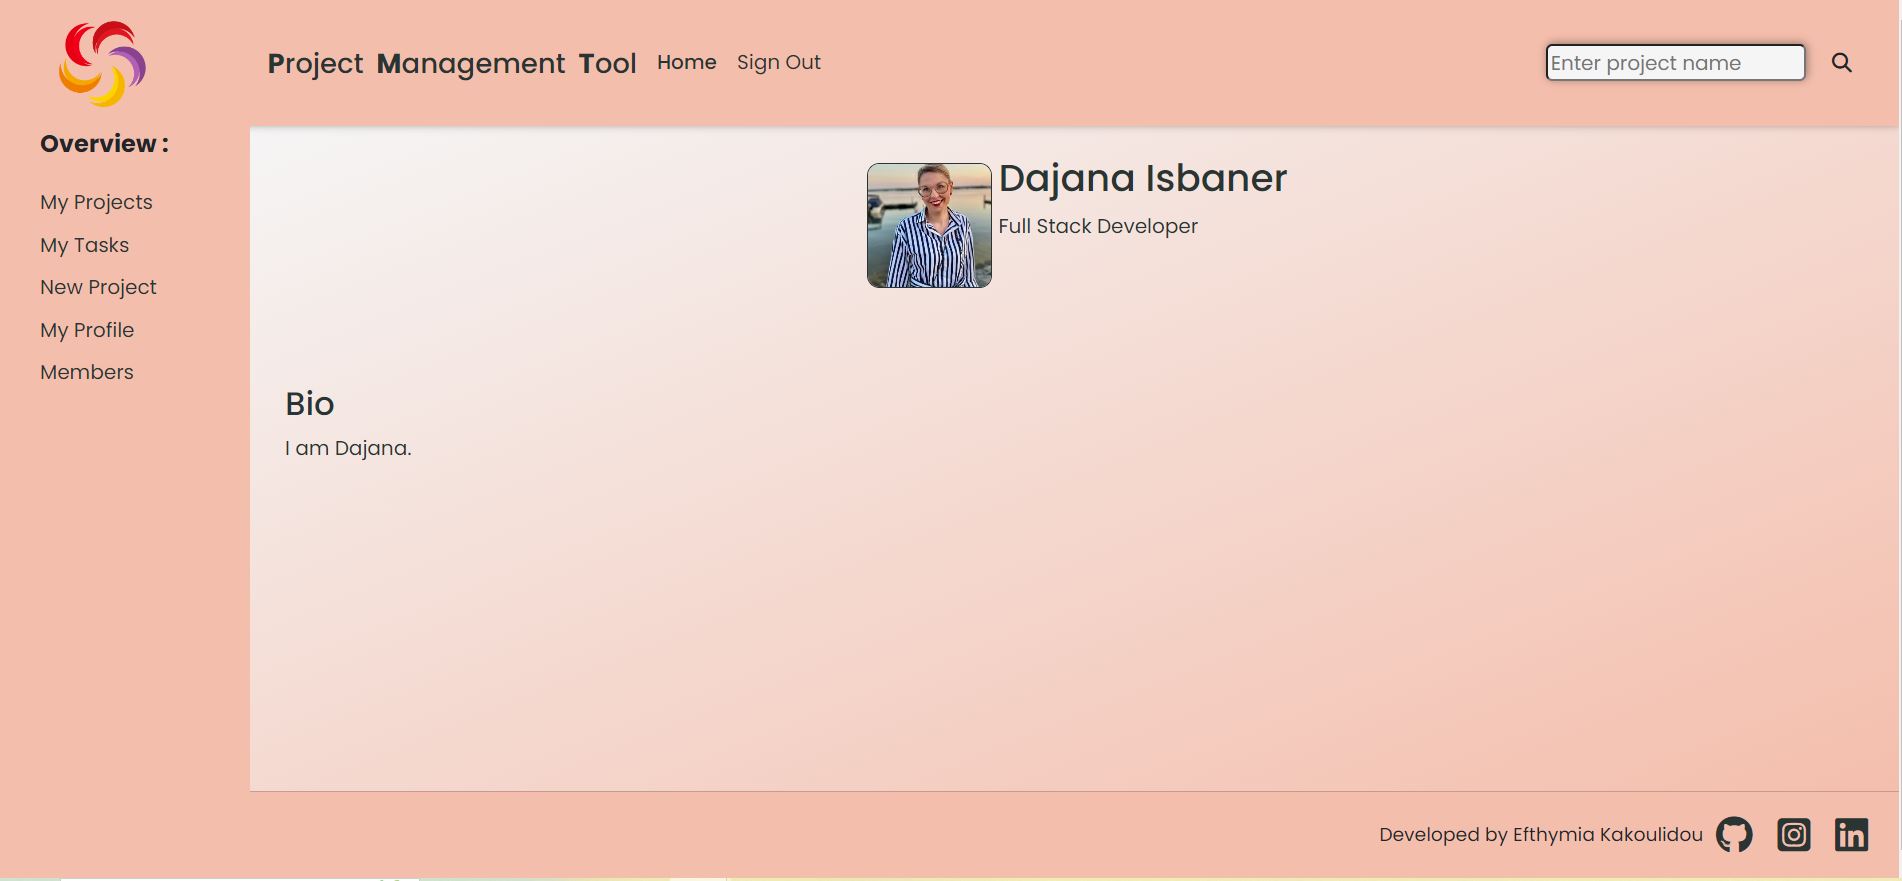 Project Management Tool Home Sign Out
Enter project name
Overview :
My Projects
My Tasks
New Project
My Profile
Members
Dajana Isbaner
Full Stack Developer
Bio
I am Dajana.
Developed by Efthymia Kakoulidou
in